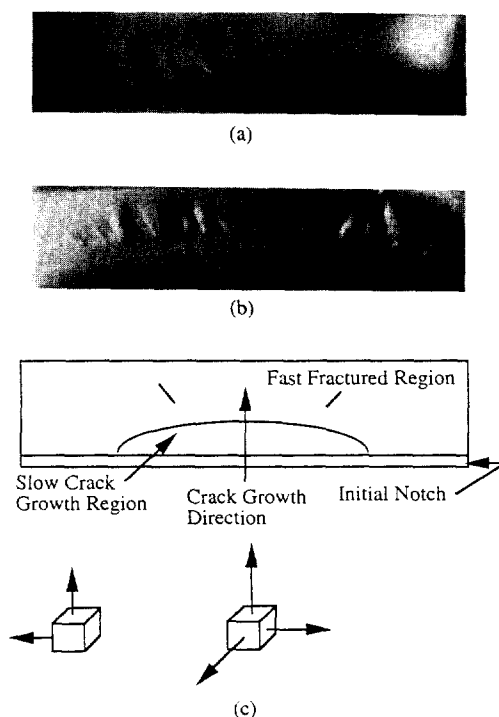 (a)
(b)
Fast Fractured Region
Slow Crack
Growth Region
Crack Growth
Direction
Initial Notch
(c)